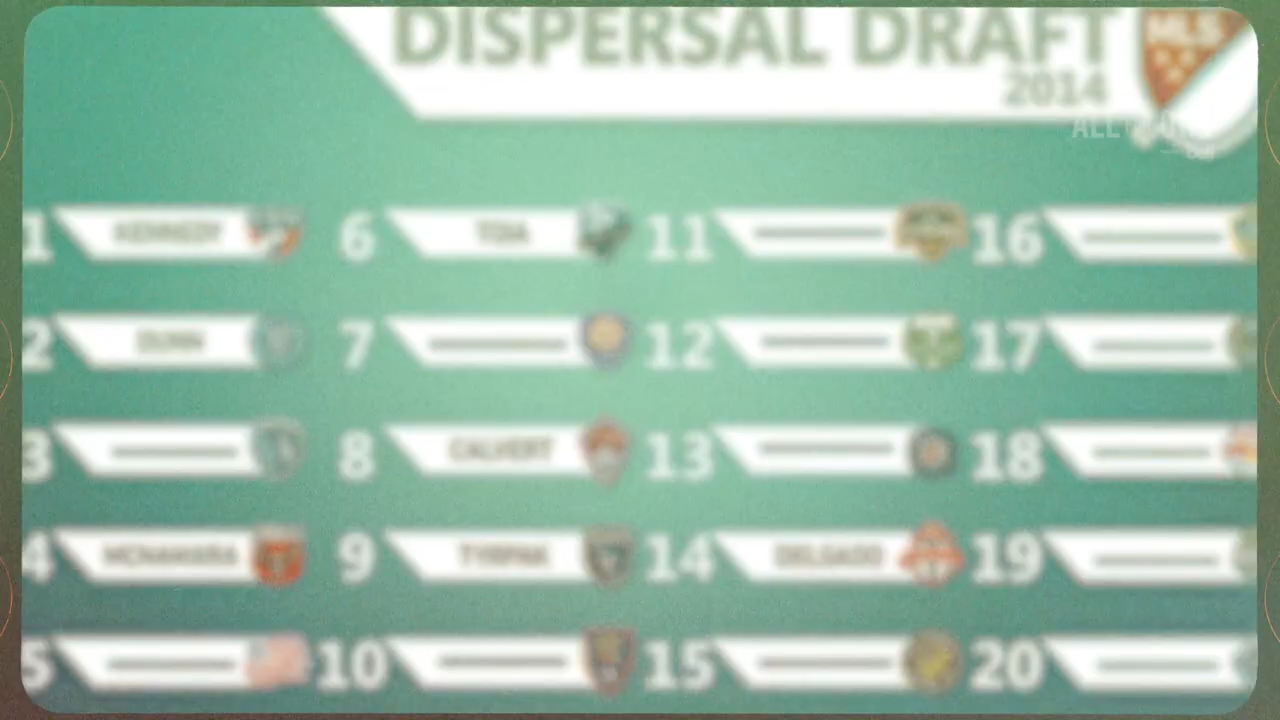 DISPERSAL DRAFT
2014
MLS
1 KENNEDY 6 TOIA 11 16
2 DUNN 7 12 17
3 8 CALVERT 13 18
4 MCNAMARA 9 TYRPAK 14 DELGADO 19
5 10 15 20